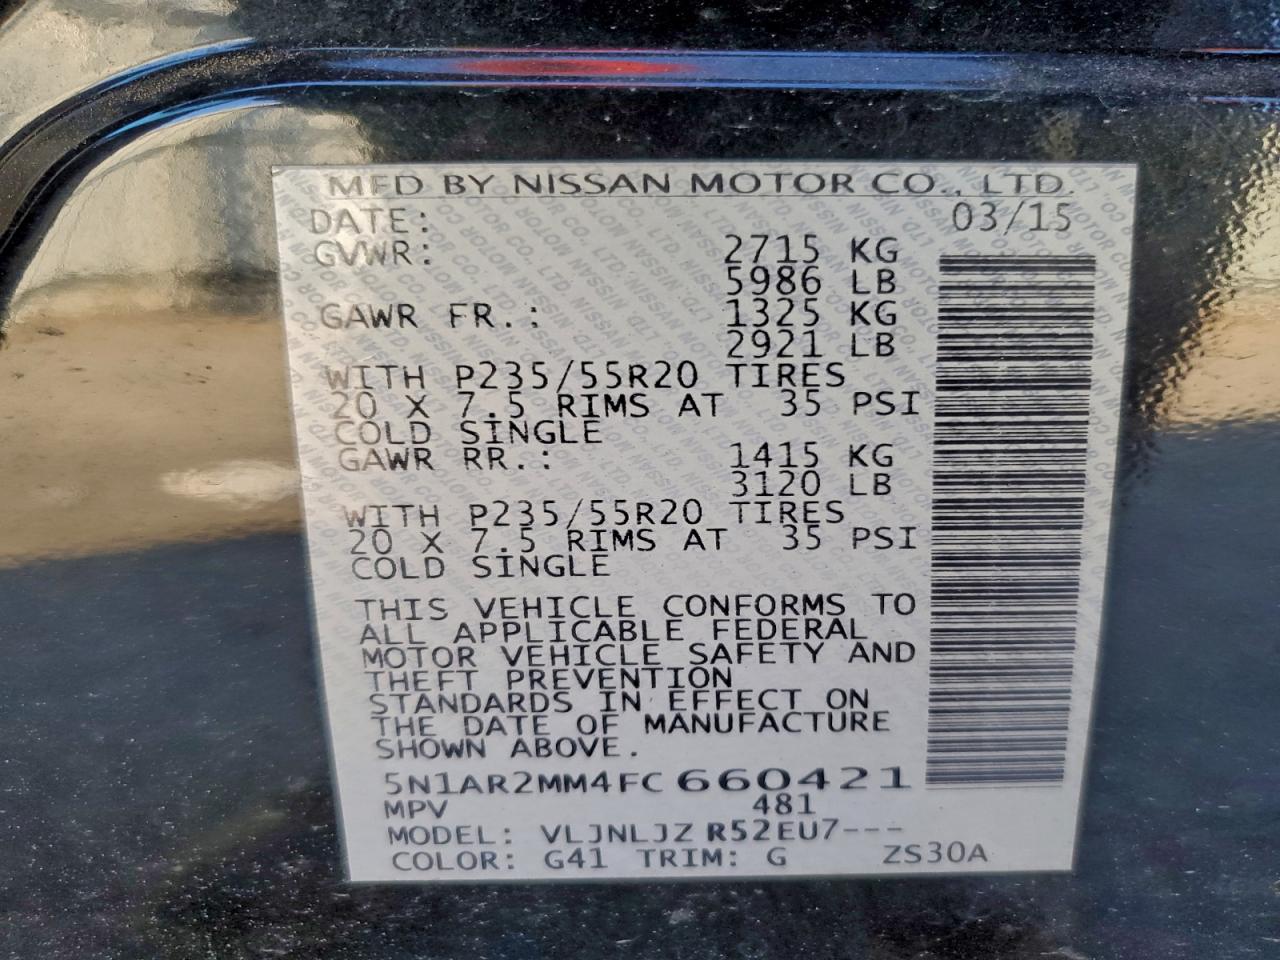 MFD BY NISSAN MOTOR CO., LTD.
DATE: 03/15
GVWR: 2715 KG
5986 LB
GAWR FR.: 1325 KG
2921 LB
WITH P235/55R20 TIRES
20 X 7.5 RIMS AT 35 PSI
COLD SINGLE
GAWR RR.: 1415 KG
3120 LB
WITH P235/55R20 TIRES
20 X 7.5 RIMS AT 35 PSI
COLD SINGLE
THIS VEHICLE CONFORMS TO
ALL APPLICABLE FEDERAL
MOTOR VEHICLE SAFETY AND
THEFT PREVENTION
STANDARDS IN EFFECT ON
THE DATE OF MANUFACTURE
SHOWN ABOVE.
5N1AR2MM4FC660421
MPV 481
MODEL: VLJNLJZ R52EU7---
COLOR: G41 TRIM: G ZS30A